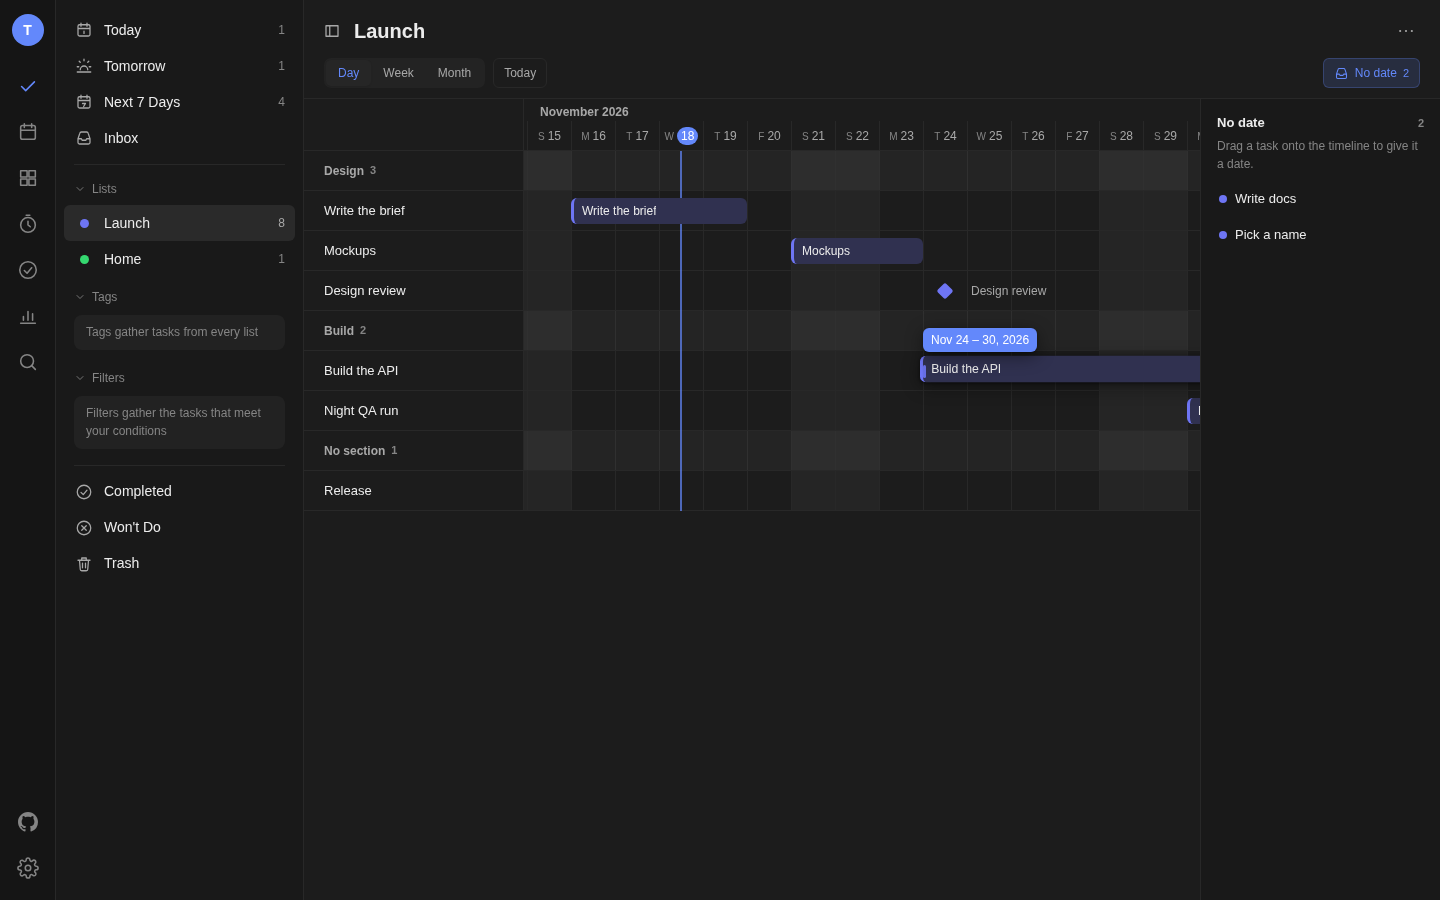 T
Today 1
Tomorrow 1
Next 7 Days 4
Inbox
Lists
Launch 8
Home 1
Tags
Tags gather tasks from every list
Filters
Filters gather the tasks that meet
your conditions
Completed
Won't Do
Trash
Launch
Day Week Month Today
No date 2
November 2026
S 15 M 16 T 17 W 18 T 19 F 20 S 21 S 22 M 23 T 24 W 25 T 26 F 27 S 28 S 29
Design 3
Write the brief Write the brief
Mockups Mockups
Design review Design review
Build 2
Nov 24 – 30, 2026
Build the API Build the API
Night QA run
No section 1
Release
No date 2
Drag a task onto the timeline to give it
a date.
Write docs
Pick a name